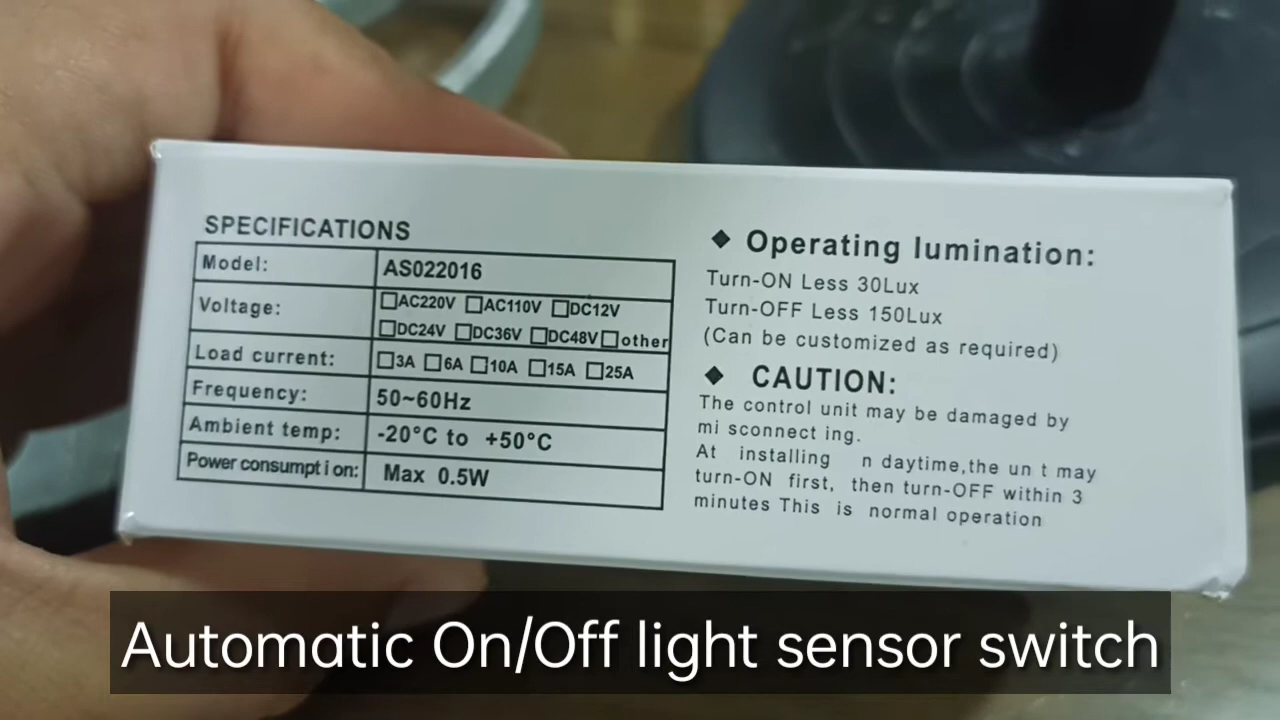 SPECIFICATIONS
Model: AS022016
Voltage: ☐AC220V ☐AC110V ☐DC12V
☐DC24V ☐DC36V ☐DC48V ☐other
Load current: ☐3A ☐6A ☐10A ☐15A ☐25A
Frequency: 50~60Hz
Ambient temp: -20°C to +50°C
Power consumption: Max 0.5W
◆ Operating lumination:
Turn-ON Less 30Lux
Turn-OFF Less 150Lux
(Can be customized as required)
◆ CAUTION:
The control unit may be damaged by
mi sconnect ing.
At installing n daytime,the un t may
turn-ON first, then turn-OFF within 3
minutes This is normal operation
Automatic On/Off light sensor switch